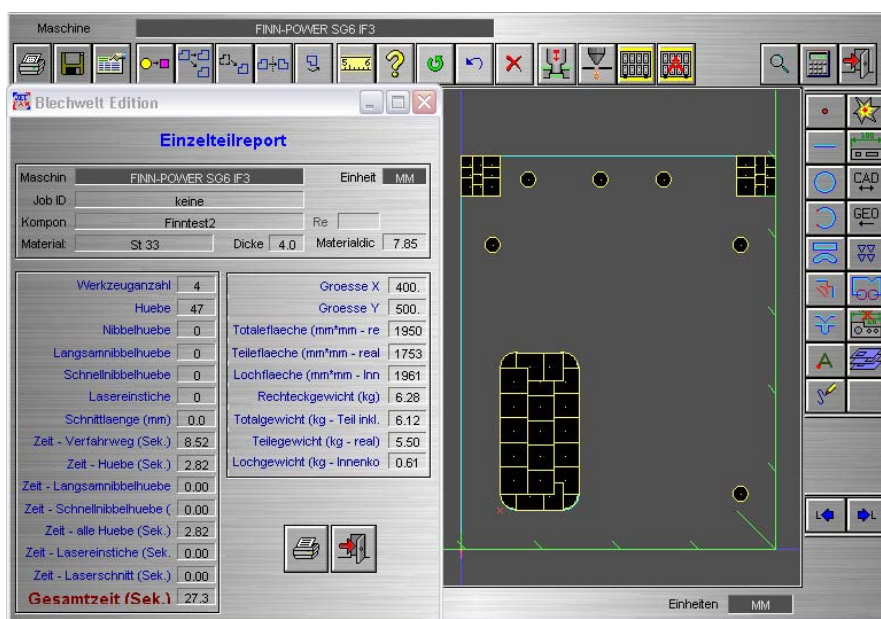 Maschine FINN-POWER SG6 IF3
Blechwelt Edition
Einzelteilreport
Maschin FINN-POWER SG6 IF3 Einheit MM
Job ID keine
Kompon Finntest2 Re
Material: St 33 Dicke 4.0 Materialdic 7.85
Werkzeuganzahl 4
Huebe 47
Nibbelhuebe 0
Langsamnibbelhuebe 0
Schnellnibbelhuebe 0
Lasereinstiche 0
Schnittlaenge (mm) 0.0
Zeit - Verfahrweg (Sek.) 8.52
Zeit - Huebe (Sek.) 2.82
Zeit - Langsamnibbelhuebe 0.00
Zeit - Schnellnibbelhuebe ( 0.00
Zeit - alle Huebe (Sek.) 2.82
Zeit - Lasereinstiche (Sek. 0.00
Zeit - Laserschnitt (Sek.) 0.00
Gesamtzeit (Sek.) 27.3
Groesse X 400.
Groesse Y 500.
Totaleflaeche (mm*mm - re 1950
Teileflaeche (mm*mm - real 1753
Lochflaeche (mm*mm - Inn 1961
Rechteckgewicht (kg) 6.28
Totalgewicht (kg - Teil inkl. 6.12
Teilegewicht (kg - real) 5.50
Lochgewicht (kg - Innenko 0.61
5...6
100
CAD
GEO
A
L
L
Einheiten MM